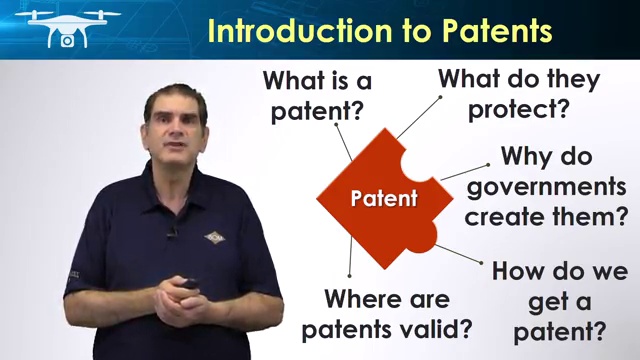 Introduction to Patents
What is a
patent?
What do they
protect?
Patent
Why do
governments
create them?
How do we
get a
patent?
Where are
patents valid?